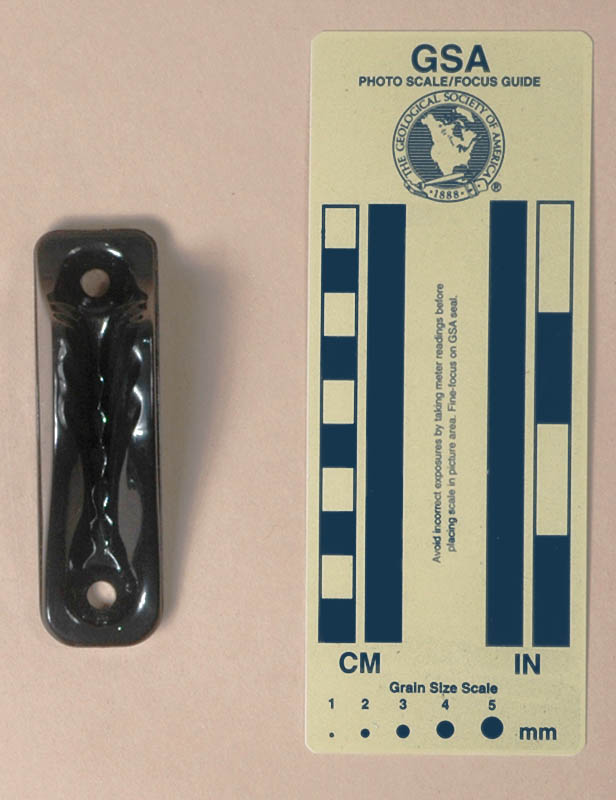 GSA
PHOTO SCALE/FOCUS GUIDE
THE GEOLOGICAL SOCIETY OF AMERICA
1888
®
Avoid incorrect exposures by taking meter readings before
placing scale in picture area. Fine-focus on GSA seal.
CM
IN
Grain Size Scale
1 2 3 4 5
mm